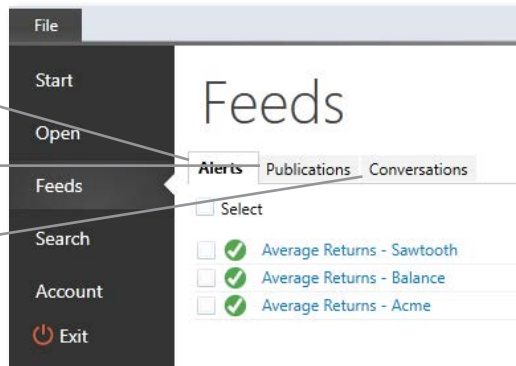 File
Start
Open
Feeds
Search
Account
Exit
Feeds
Alerts Publications Conversations
Select
Average Returns - Sawtooth
Average Returns - Balance
Average Returns - Acme